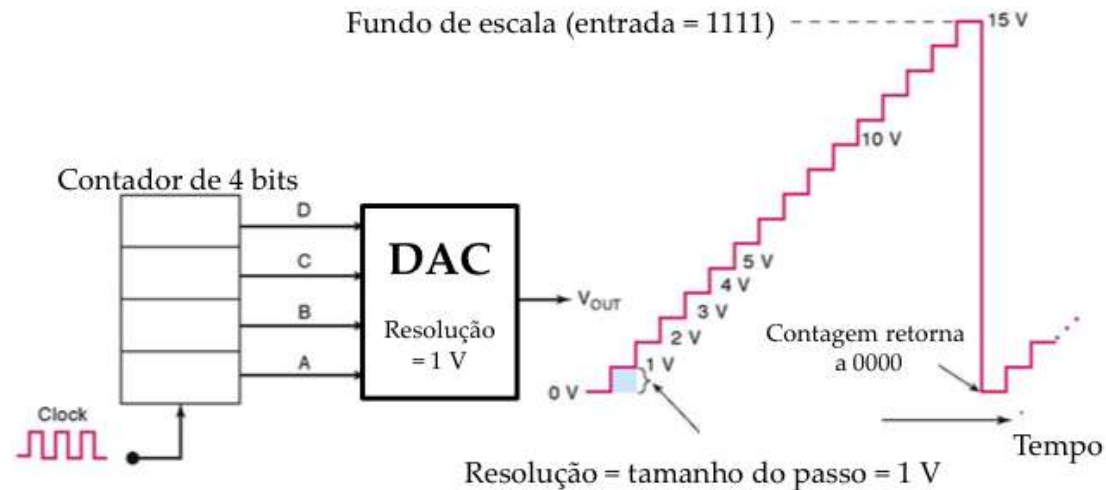 Fundo de escala (entrada = 1111)
15 V
10 V
Contador de 4 bits
D
C
B
A
DAC
Resolução
= 1 V
V OUT
5 V
4 V
3 V
2 V
1 V
0 V
Contagem retorna
a 0000
Clock
Tempo
Resolução = tamanho do passo = 1 V